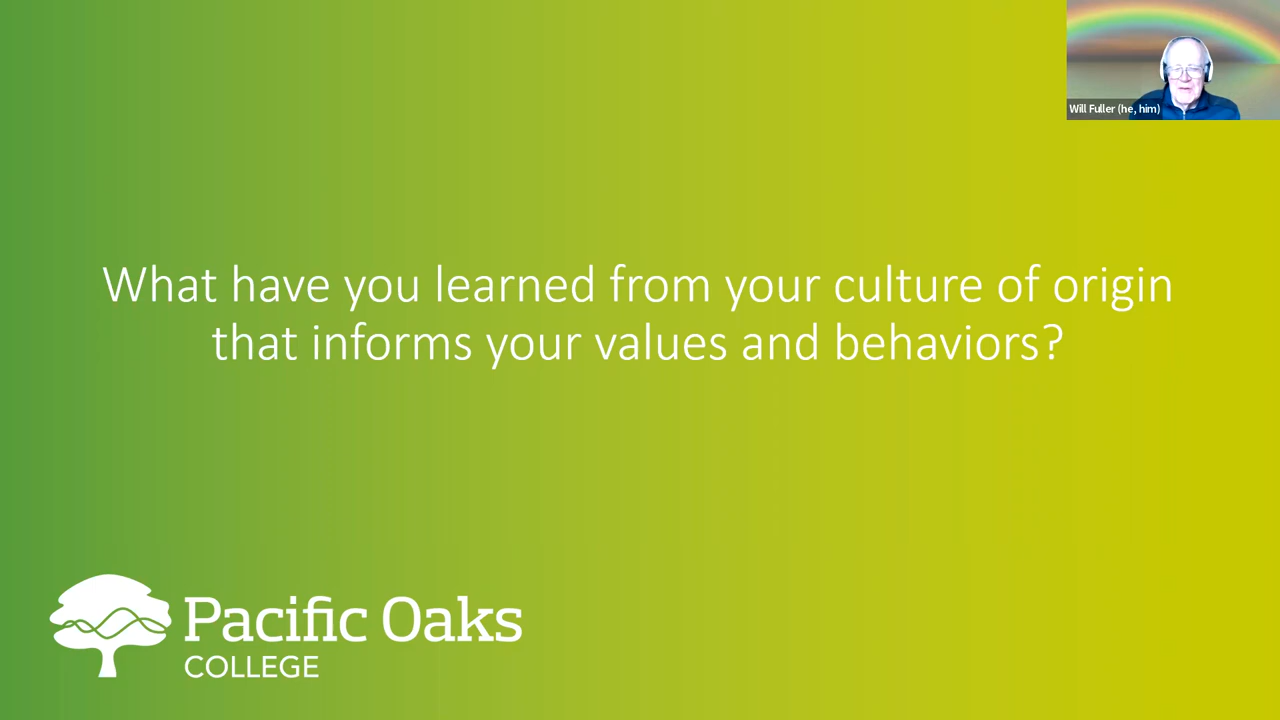 Will Fuller (he, him)
What have you learned from your culture of origin
that informs your values and behaviors?
Pacific Oaks
COLLEGE